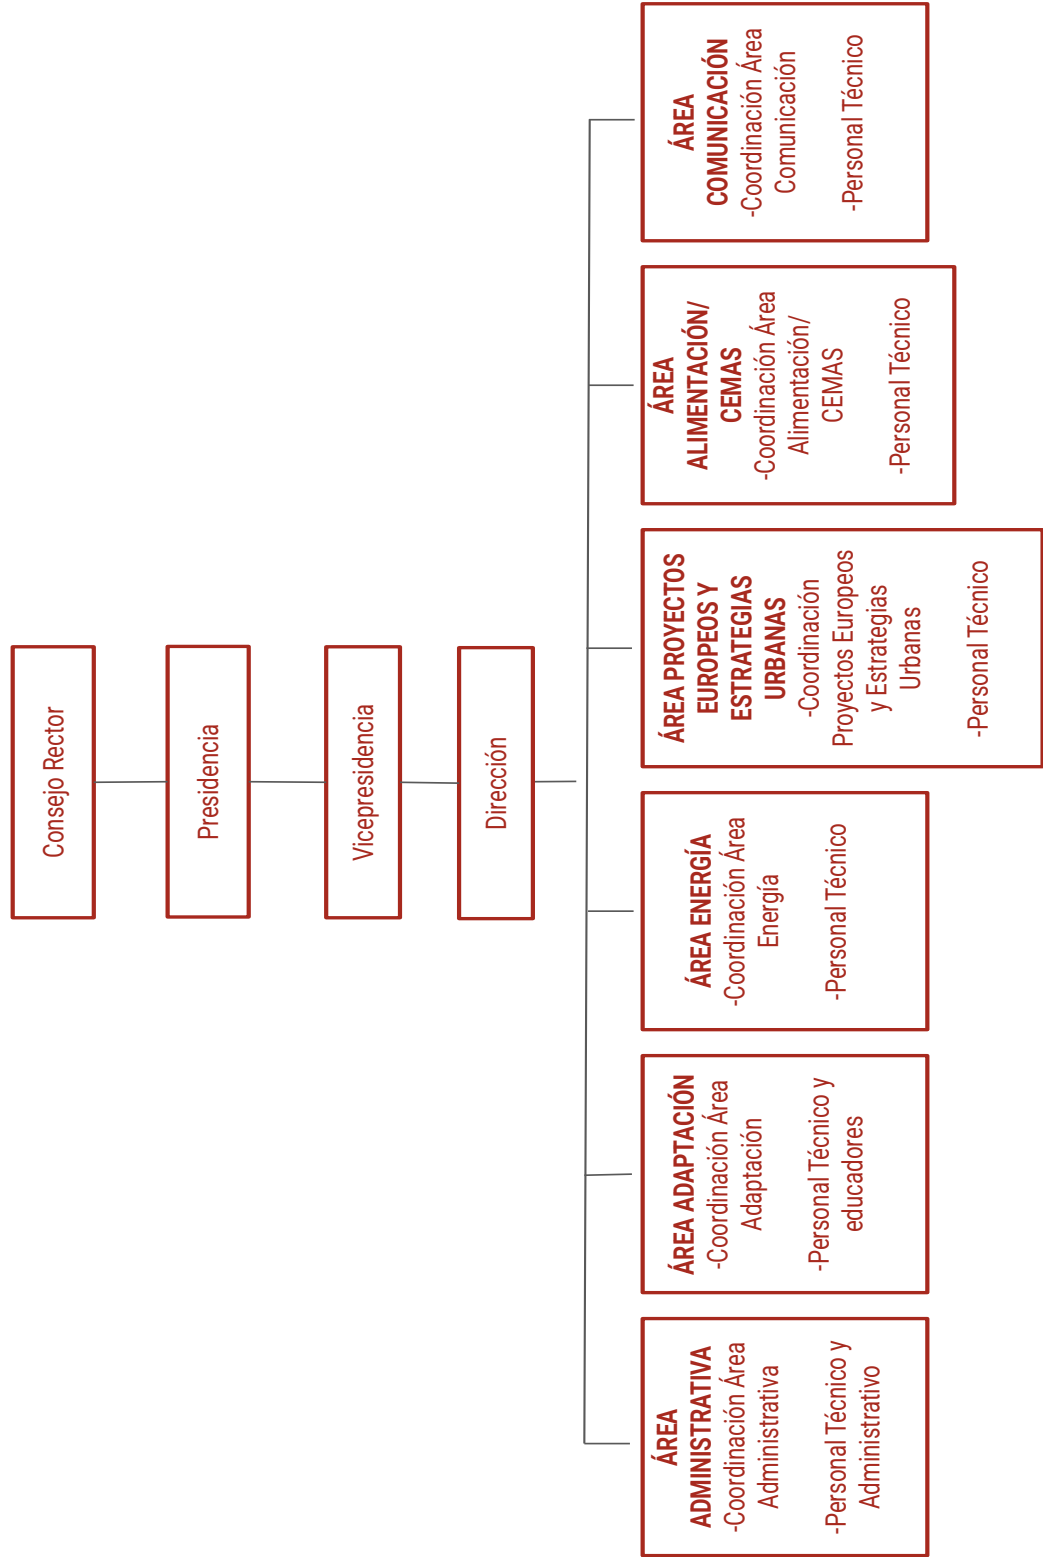 Consejo Rector
Presidencia
Vicepresidencia
Dirección
ÁREA
ADMINISTRATIVA
-Coordinación Área
Administrativa
-Personal Técnico y
Administrativo
ÁREA ADAPTACIÓN
-Coordinación Área
Adaptación
-Personal Técnico y
educadores
ÁREA ENERGÍA
-Coordinación Área
Energía
-Personal Técnico
ÁREA PROYECTOS
EUROPEOS Y
ESTRATEGIAS
URBANAS
-Coordinación
Proyectos Europeos
y Estrategias
Urbanas
-Personal Técnico
ÁREA
ALIMENTACIÓN/
CEMAS
-Coordinación Área
Alimentación/
CEMAS
-Personal Técnico
ÁREA
COMUNICACIÓN
-Coordinación Área
Comunicación
-Personal Técnico